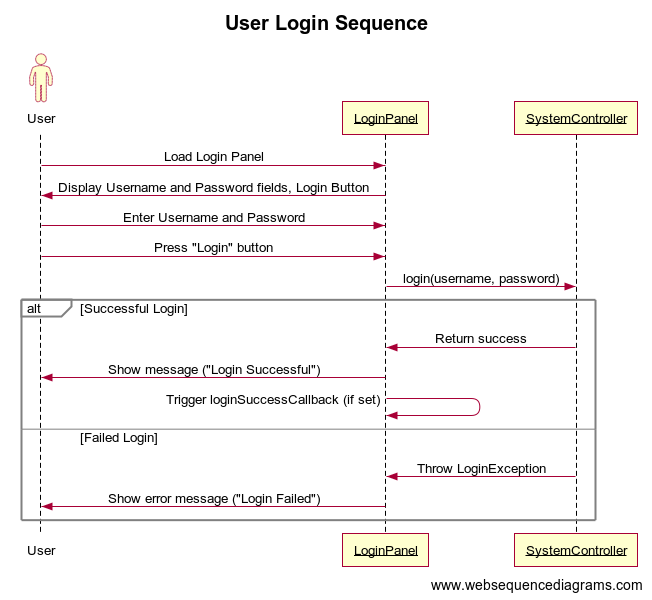 User Login Sequence
User
LoginPanel
SystemController
Load Login Panel
Display Username and Password fields, Login Button
Enter Username and Password
Press "Login" button
login(username, password)
alt
[Successful Login]
Return success
Show message ("Login Successful")
Trigger loginSuccessCallback (if set)
[Failed Login]
Throw LoginException
Show error message ("Login Failed")
User
LoginPanel
SystemController
www.websequencediagrams.com